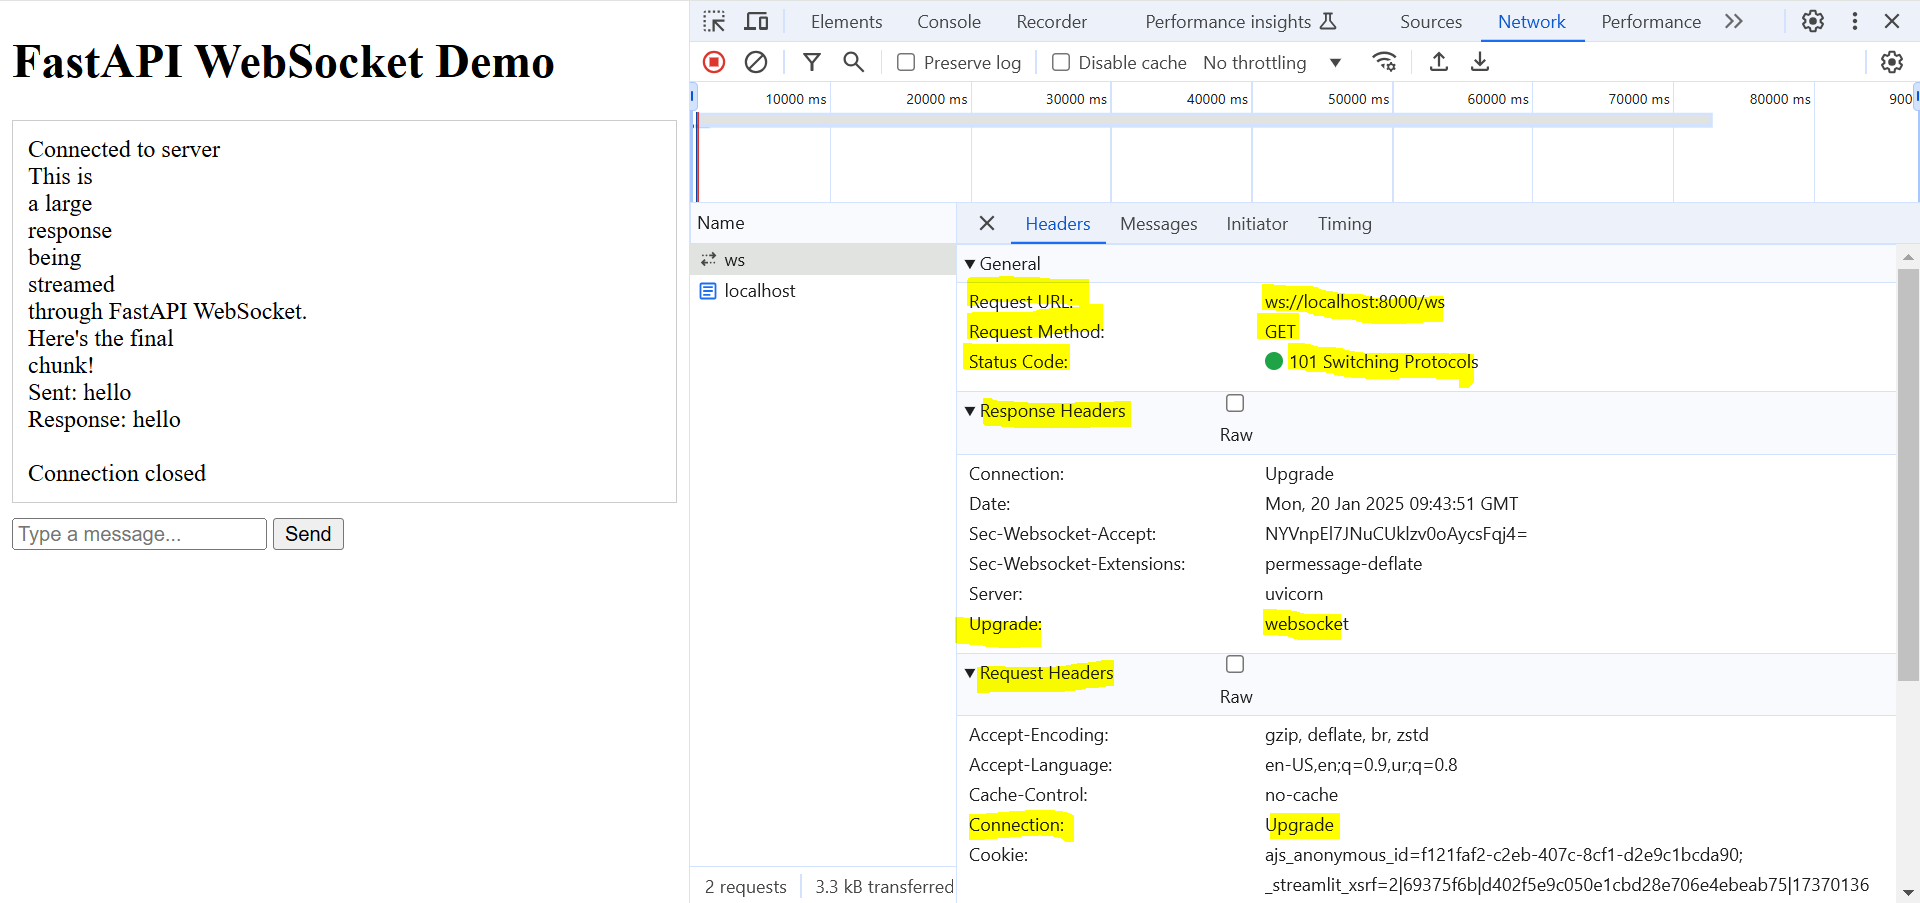 FastAPI WebSocket Demo
Connected to server
This is
a large
response
being
streamed
through FastAPI WebSocket.
Here's the final
chunk!
Sent: hello
Response: hello
Connection closed
Type a message...
Send
Elements Console Recorder Performance insights Sources Network Performance
Preserve log Disable cache No throttling
10000 ms 20000 ms 30000 ms 40000 ms 50000 ms 60000 ms 70000 ms 80000 ms 900
Name
ws
localhost
2 requests 3.3 kB transferred
Headers Messages Initiator Timing
General
Request URL: ws://localhost:8000/ws
Request Method: GET
Status Code: 101 Switching Protocols
Response Headers
Raw
Connection: Upgrade
Date: Mon, 20 Jan 2025 09:43:51 GMT
Sec-Websocket-Accept: NYVnpEl7JNuCUklzv0oAycsFqj4=
Sec-Websocket-Extensions: permessage-deflate
Server: uvicorn
Upgrade: websocket
Request Headers
Raw
Accept-Encoding: gzip, deflate, br, zstd
Accept-Language: en-US,en;q=0.9,ur;q=0.8
Cache-Control: no-cache
Connection: Upgrade
Cookie: ajs_anonymous_id=f121faf2-c2eb-407c-8cf1-d2e9c1bcda90;
_streamlit_xsrf=2|69375f6b|d402f5e9c050e1cbd28e706e4ebeab75|17370136